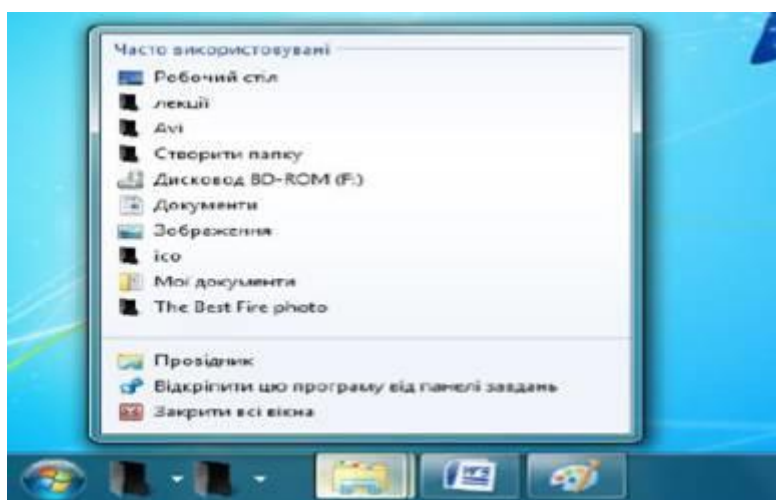 Часто використовувані
Робочий стіл
лекції
Avi
Створити папку
Дисковод BD-ROM (F:)
Документи
Зображення
ico
Мої документи
The Best Fire photo
Провідник
Відкріпити цю програму від панелі завдань
Закрити всі вікна